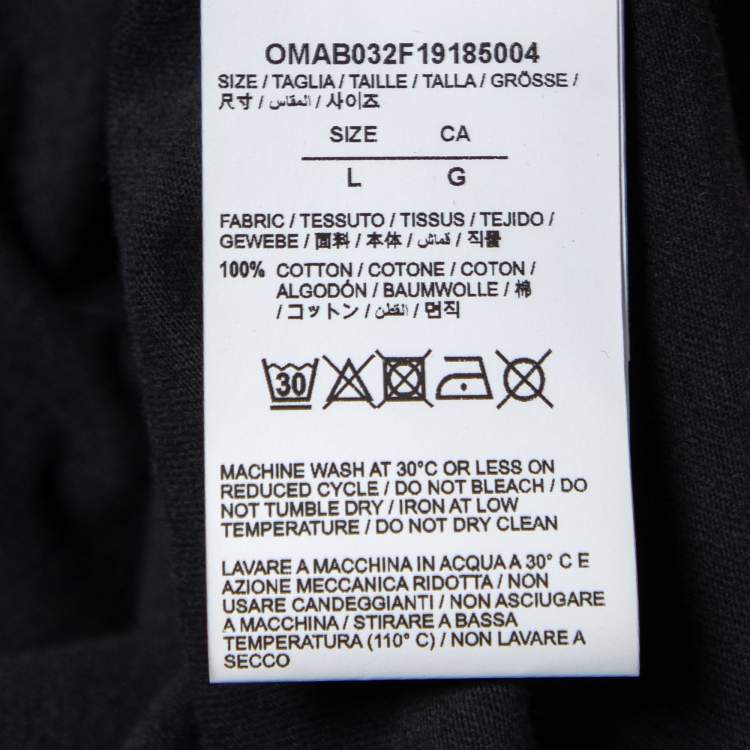 OMAB032F19185004
SIZE / TAGLIA / TAILLE / TALLA / GRÖSSE /
尺寸 / المقاس / 사이즈
SIZE CA
L G
FABRIC / TESSUTO / TISSUS / TEJIDO /
GEWEBE / 面料 / 本体 / قماش / 직물
100% COTTON / COTONE / COTON /
ALGODÓN / BAUMWOLLE / 棉
/ コットン / القطن / 면직
30
MACHINE WASH AT 30°C OR LESS ON
REDUCED CYCLE / DO NOT BLEACH / DO
NOT TUMBLE DRY / IRON AT LOW
TEMPERATURE / DO NOT DRY CLEAN
LAVARE A MACCHINA IN ACQUA A 30° C E
AZIONE MECCANICA RIDOTTA / NON
USARE CANDEGGIANTI / NON ASCIUGARE
A MACCHINA / STIRARE A BASSA
TEMPERATURA (110° C) / NON LAVARE A
SECCO